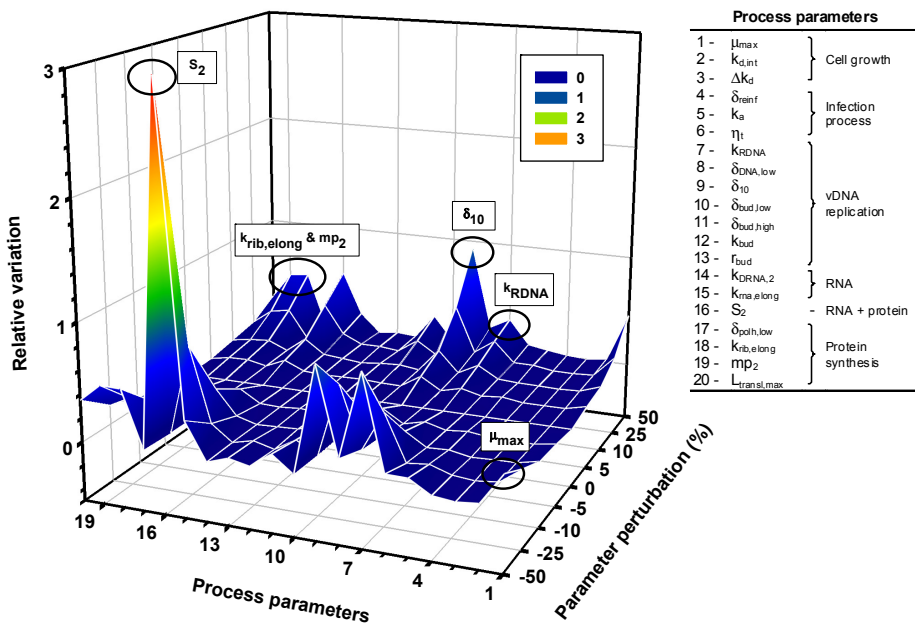 3
2
1
0
Relative variation
S2
krib,elong & mp2
δ10
kRDNA
μmax
0
1
2
3
19
16
13
10
7
4
1
Process parameters
50
25
10
5
0
-5
-10
-25
-50
Parameter perturbation (%)
Process parameters
1 - μmax
2 - kd,int
3 - Δkd
Cell growth
4 - δreinf
5 - ka
6 - ηt
Infection
process
7 - kRDNA
8 - δDNA,low
9 - δ10
10 - δbud,low
11 - δbud,high
12 - kbud
13 - rbud
vDNA
replication
14 - kDRNA,2
15 - krna,elong
RNA
16 - S2 - RNA + protein
17 - δpolh,low
18 - krib,elong
19 - mp2
20 - Ltransl,max
Protein
synthesis